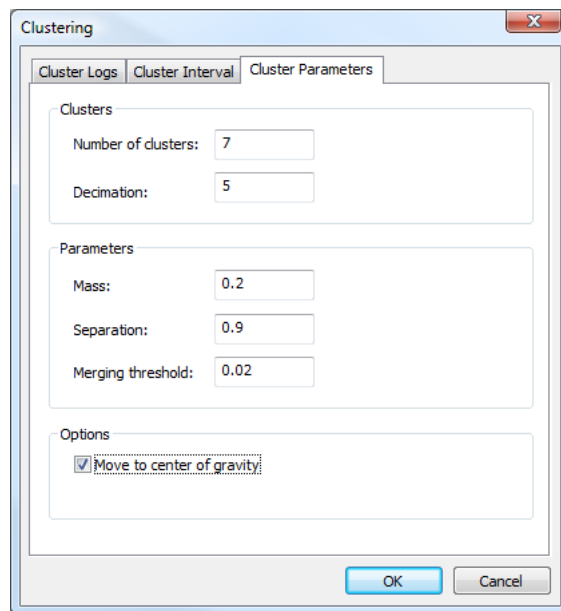 Clustering
Cluster Logs Cluster Interval Cluster Parameters
Clusters
Number of clusters: 7
Decimation: 5
Parameters
Mass: 0.2
Separation: 0.9
Merging threshold: 0.02
Options
Move to center of gravity
OK Cancel